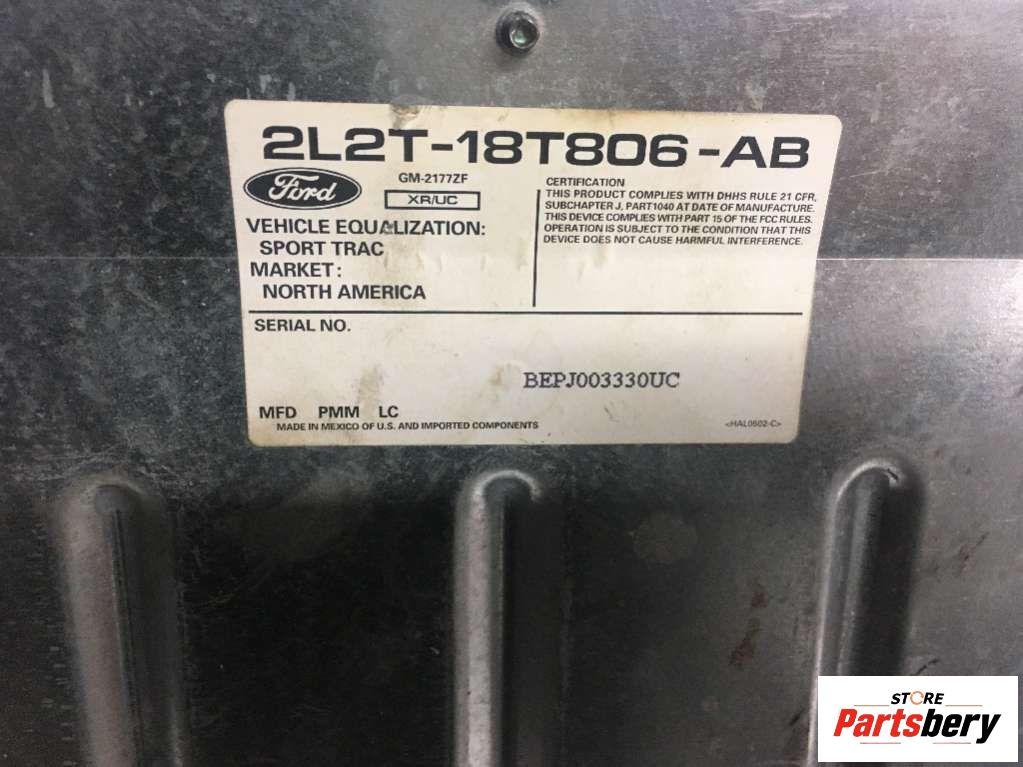 2L2T-18T806-AB
Ford
GM-2177ZF
XR/UC
VEHICLE EQUALIZATION:
SPORT TRAC
MARKET:
NORTH AMERICA
CERTIFICATION
THIS PRODUCT COMPLIES WITH DHHS RULE 21 CFR,
SUBCHAPTER J, PART1040 AT DATE OF MANUFACTURE.
THIS DEVICE COMPLIES WITH PART 15 OF THE FCC RULES.
OPERATION IS SUBJECT TO THE CONDITION THAT THIS
DEVICE DOES NOT CAUSE HARMFUL INTERFERENCE.
SERIAL NO.
BEPJ003330UC
MFD PMM LC
MADE IN MEXICO OF U.S. AND IMPORTED COMPONENTS
<HAL0602-C>
STORE
Partsbery